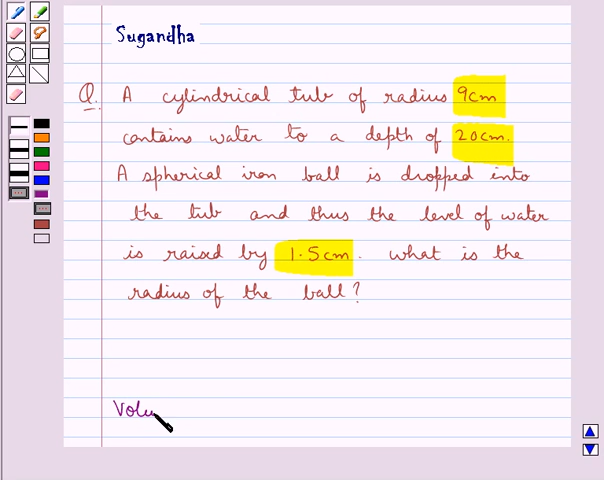 Sugandha
Q. A cylindrical tub of radius 9cm
contains water to a depth of 20cm.
A spherical iron ball is dropped into
the tub and thus the level of water
is raised by 1.5cm. what is the
radius of the ball?
Volu